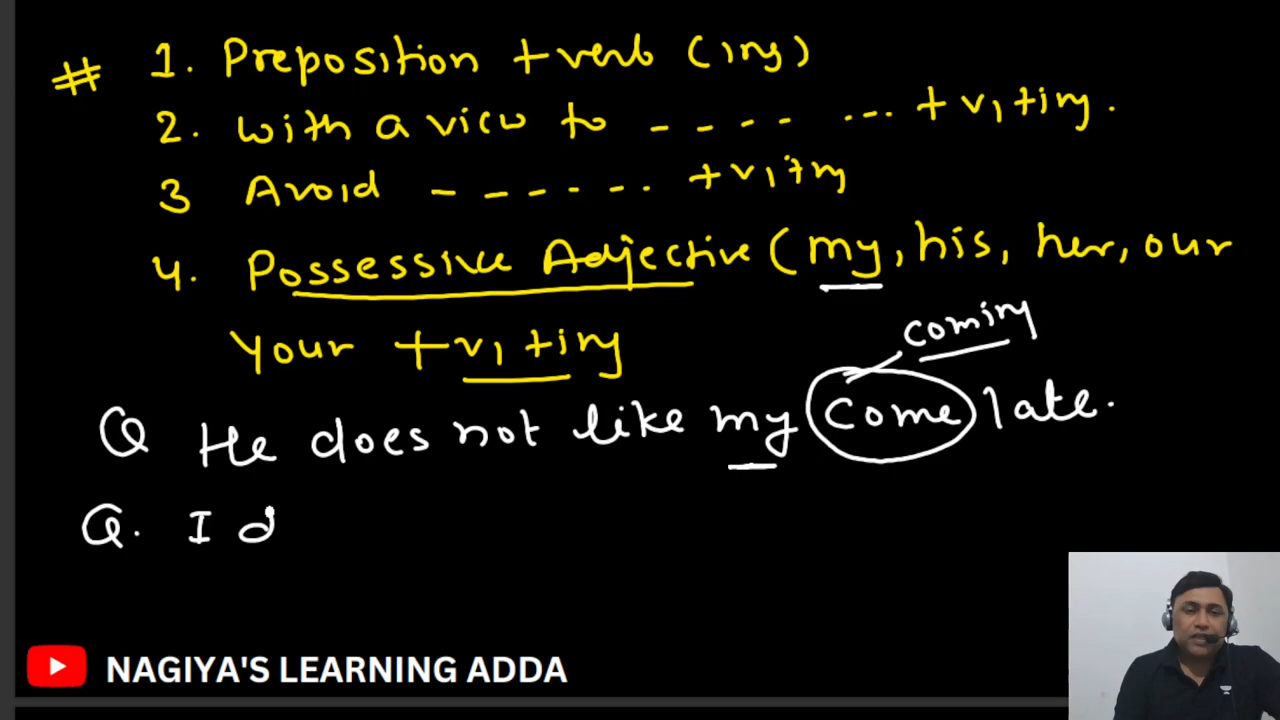 # 1. Preposition + verb (ing)
2. with a view to - - - - ... + v1 + ing.
3 Avoid - - - - - .. + v1 + ing
4. Possessive Adjective (my, his, her, our
Your + v1 + ing
coming
Q He does not like my come late.
Q. I d
NAGIYA'S LEARNING ADDA